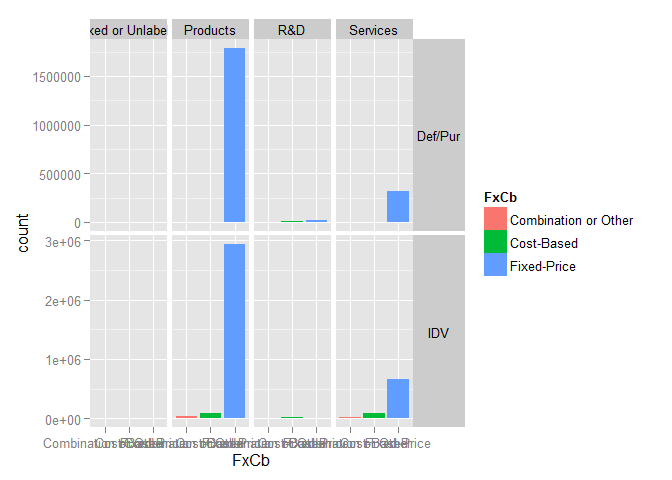 xed or Unlabe Products R&D Services
1500000
1000000
500000
0
Def/Pur
count
3e+06
2e+06
1e+06
0e+00
IDV
FxCb
FxCb
Combination or Other
Cost-Based
Fixed-Price